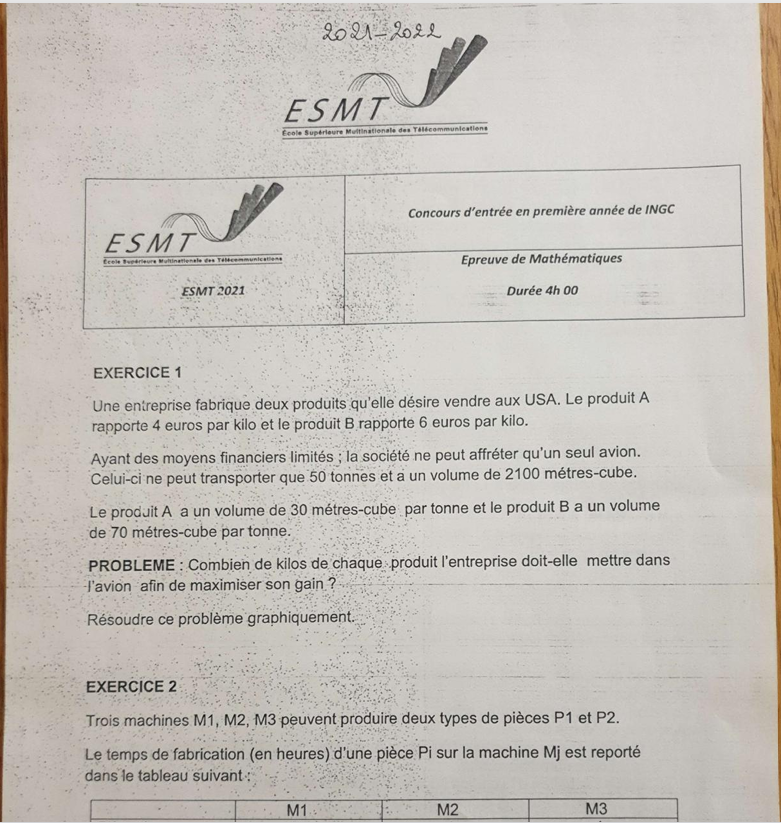 2021-2022
ESMT
École Supérieure Multinationale des Télécommunications
ESMT
École Supérieure Multinationale des Télécommunications
ESMT 2021
Concours d'entrée en première année de INGC
Epreuve de Mathématiques
Durée 4h 00
EXERCICE 1
Une entreprise fabrique deux produits qu'elle désire vendre aux USA. Le produit A
rapporte 4 euros par kilo et le produit B rapporte 6 euros par kilo.
Ayant des moyens financiers limités ; la société ne peut affréter qu'un seul avion.
Celui-ci ne peut transporter que 50 tonnes et a un volume de 2100 métres-cube.
Le produit A a un volume de 30 métres-cube par tonne et le produit B a un volume
de 70 métres-cube par tonne.
PROBLEME : Combien de kilos de chaque produit l'entreprise doit-elle mettre dans
l'avion afin de maximiser son gain ?
Résoudre ce problème graphiquement.
EXERCICE 2
Trois machines M1, M2, M3 peuvent produire deux types de pièces P1 et P2.
Le temps de fabrication (en heures) d'une pièce Pi sur la machine Mj est reporté
dans le tableau suivant :
M1 M2 M3